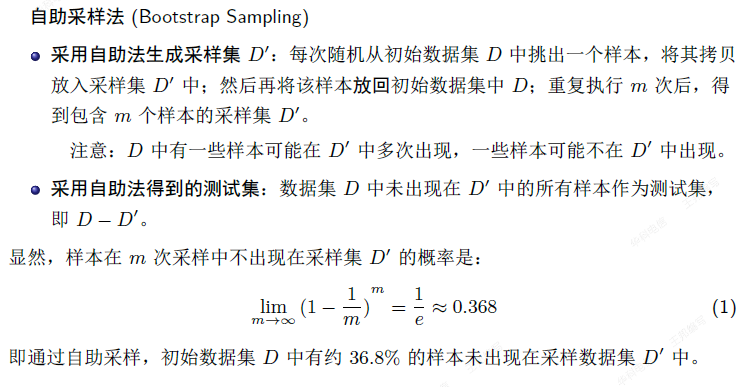 自助采样法 (Bootstrap Sampling)
采用自助法生成采样集 D′：每次随机从初始数据集 D 中挑出一个样本，将其拷贝
放入采样集 D′ 中；然后再将该样本放回初始数据集中 D；重复执行 m 次后，得
到包含 m 个样本的采样集 D′。
注意：D 中有一些样本可能在 D′ 中多次出现，一些样本可能不在 D′ 中出现。
采用自助法得到的测试集：数据集 D 中未出现在 D′ 中的所有样本作为测试集，
即 D − D′。
显然，样本在 m 次采样中不出现在采样集 D′ 的概率是：
lim m→∞ (1 − 1/m)^m = 1/e ≈ 0.368 (1)
即通过自助采样，初始数据集 D 中有约 36.8% 的样本未出现在采样数据集 D′ 中。